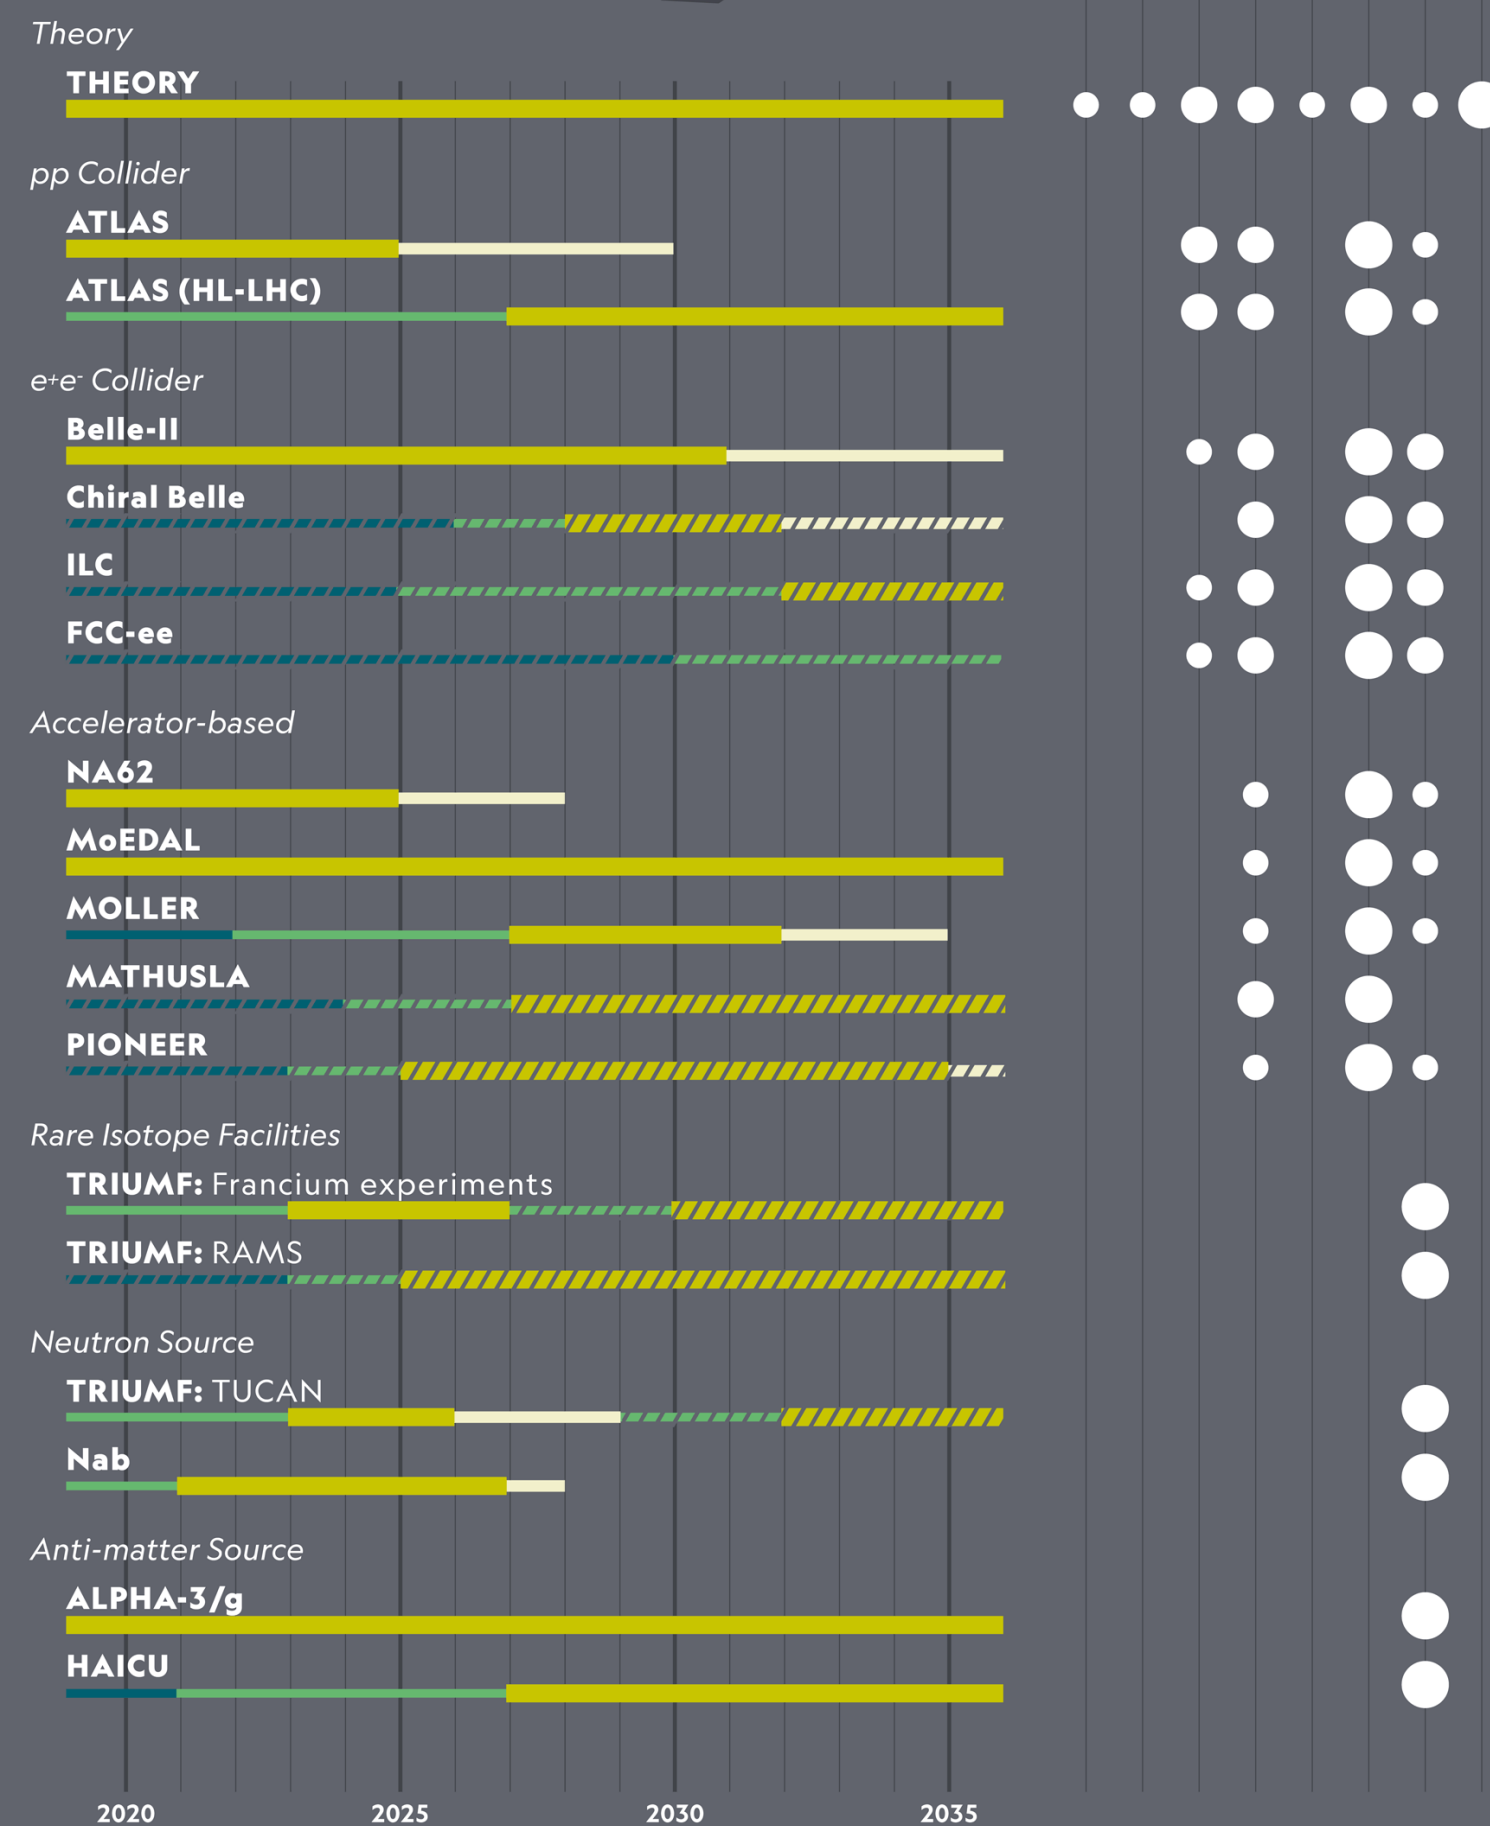 Theory
THEORY
pp Collider
ATLAS
ATLAS (HL-LHC)
e+e- Collider
Belle-II
Chiral Belle
ILC
FCC-ee
Accelerator-based
NA62
MoEDAL
MOLLER
MATHUSLA
PIONEER
Rare Isotope Facilities
TRIUMF: Francium experiments
TRIUMF: RAMS
Neutron Source
TRIUMF: TUCAN
Nab
Anti-matter Source
ALPHA-3/g
HAICU
2020 2025 2030 2035